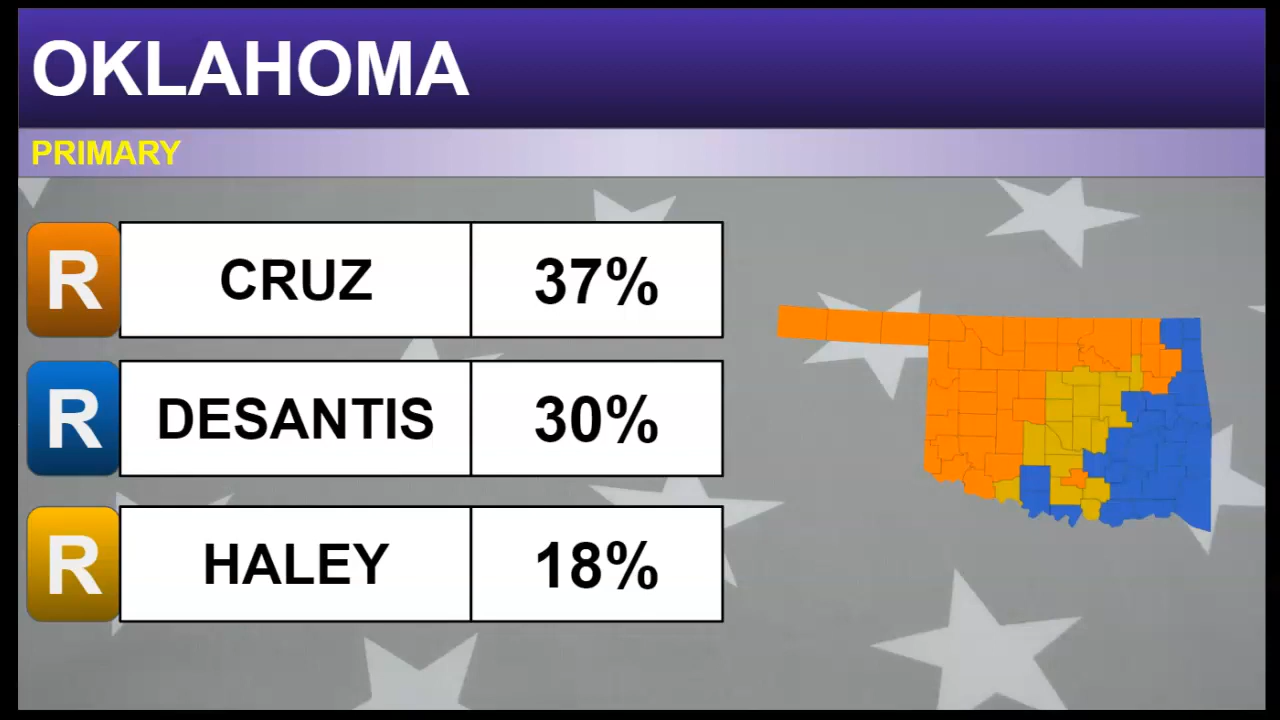 OKLAHOMA
PRIMARY
R CRUZ 37%
R DESANTIS 30%
R HALEY 18%